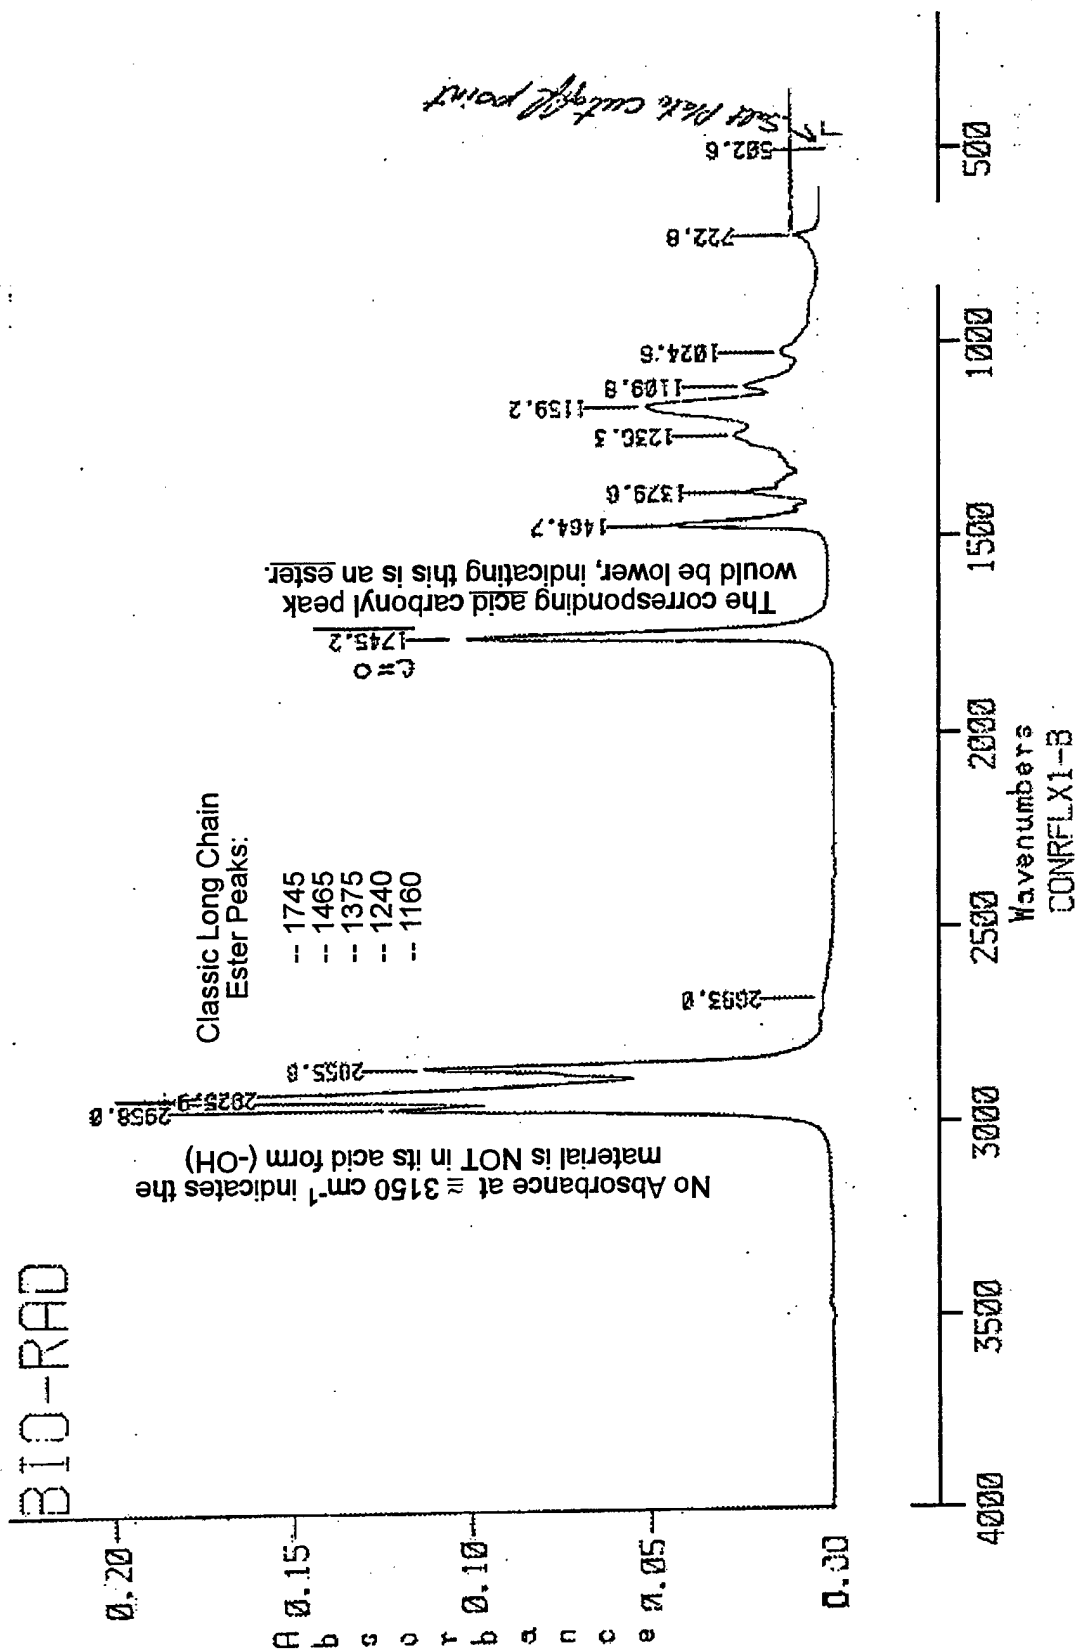 BIO-RAD
Absorbance
0.20
0.15
0.10
0.05
0.00
No Absorbance at ≅ 3150 cm-1 indicates the
material is NOT in its acid form (-OH)
2958.0
2925.9
2855.8
2693.0
Classic Long Chain
Ester Peaks:
-- 1745
-- 1465
-- 1375
-- 1240
-- 1160
C=O
1745.2
The corresponding acid carbonyl peak
would be lower, indicating this is an ester.
1464.7
1379.6
1236.3
1159.2
1109.8
1024.6
722.8
502.6
Salt Plate cutoff point
4000 3500 3000 2500 2000 1500 1000 500
Wavenumbers
CONRFLX1-B